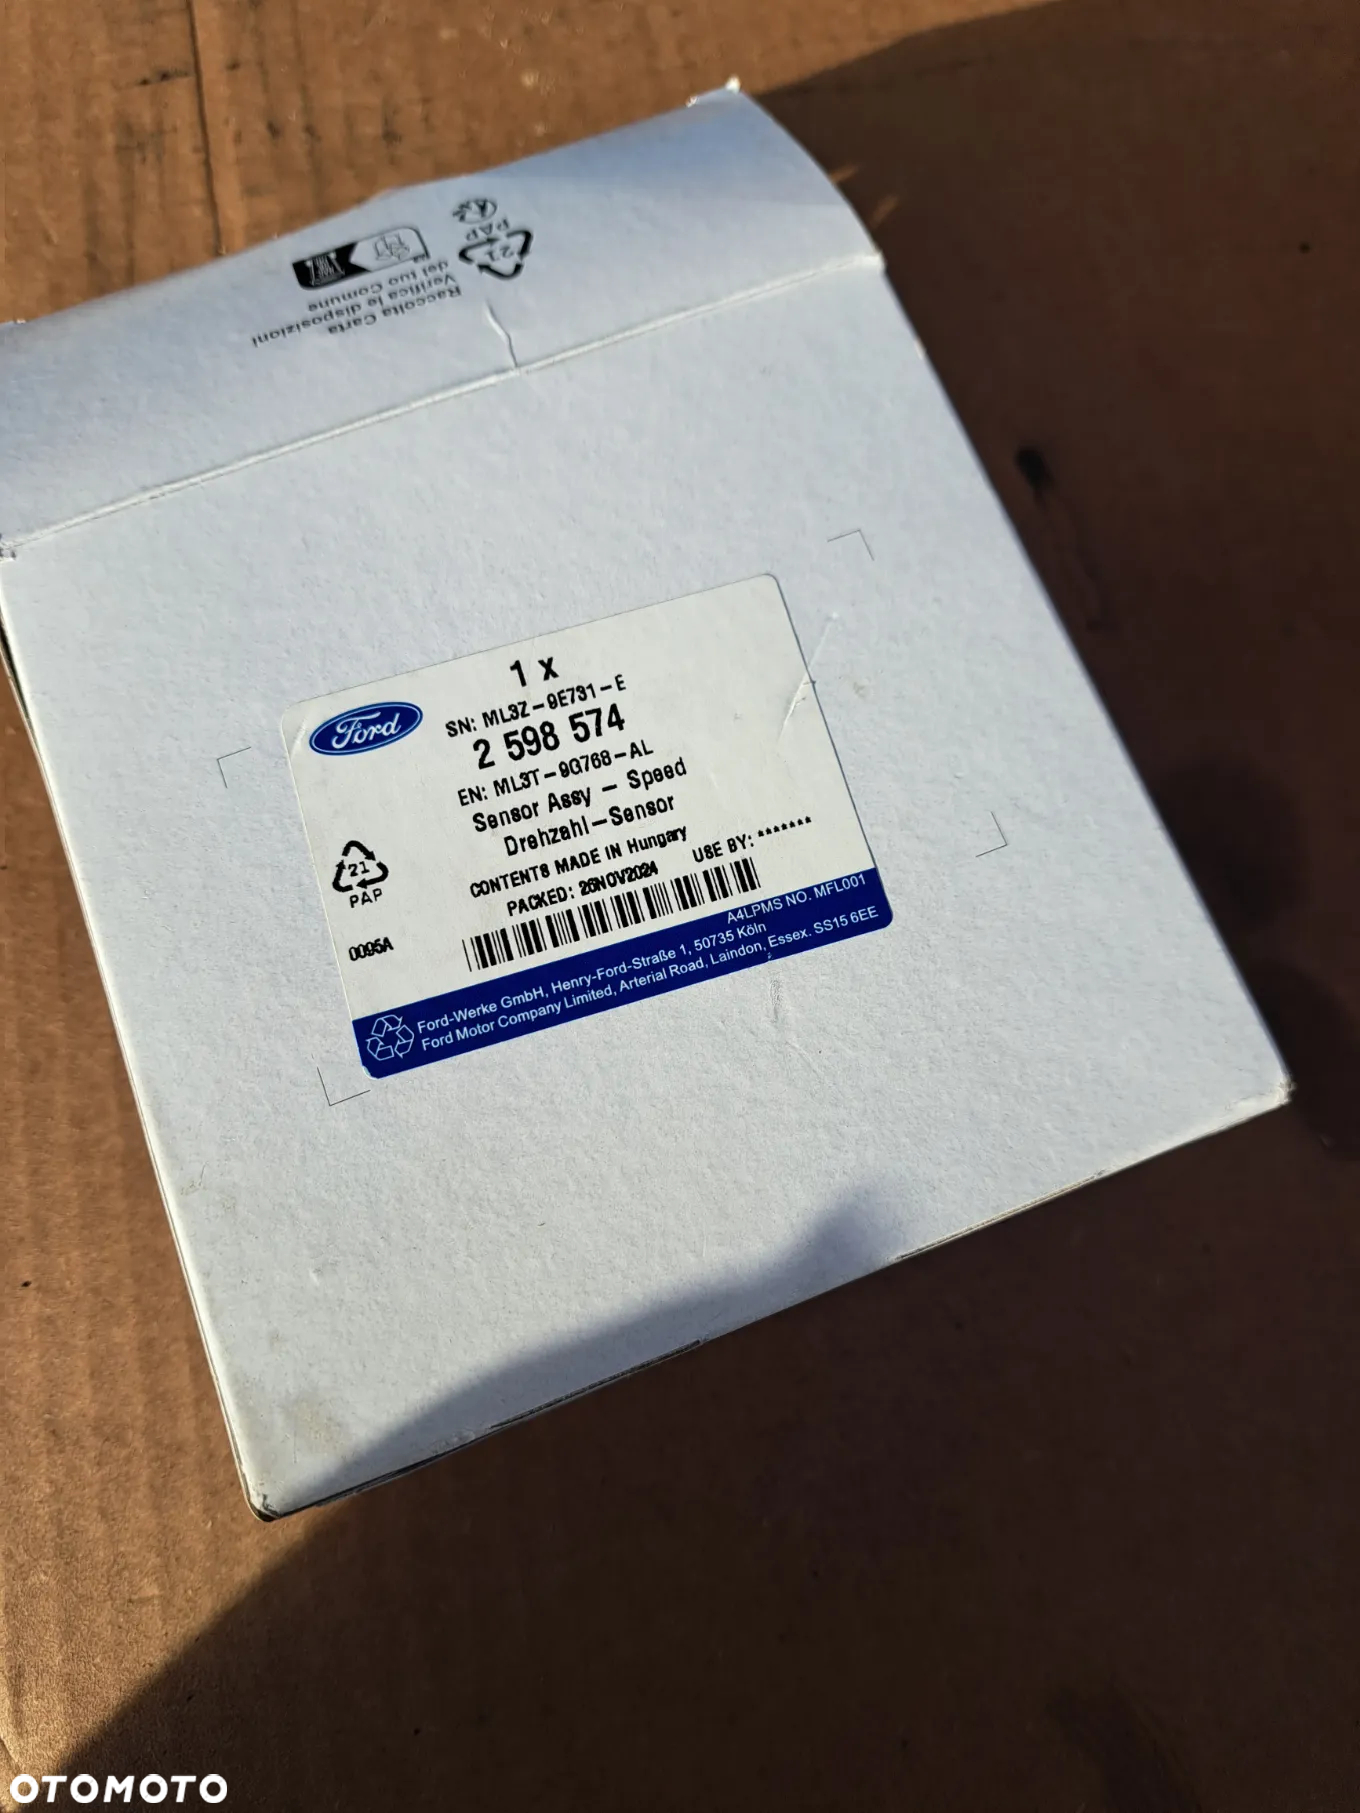 Raccolta Carta
Verifica le disposizioni
del tuo Comune
21
PAP
1 x
SN: ML3Z-9E731-E
Ford
2 598 574
EN: ML3T-9G768-AL
Sensor Assy - Speed
Drehzahl-Sensor
21
PAP
CONTENTS MADE IN Hungary
PACKED: 26NOV2024 USE BY: *******
0095A
A4LPMS NO. MFL001
Ford-Werke GmbH, Henry-Ford-Straße 1, 50735 Köln
Ford Motor Company Limited, Arterial Road, Laindon, Essex. SS15 6EE
OTOMOTO